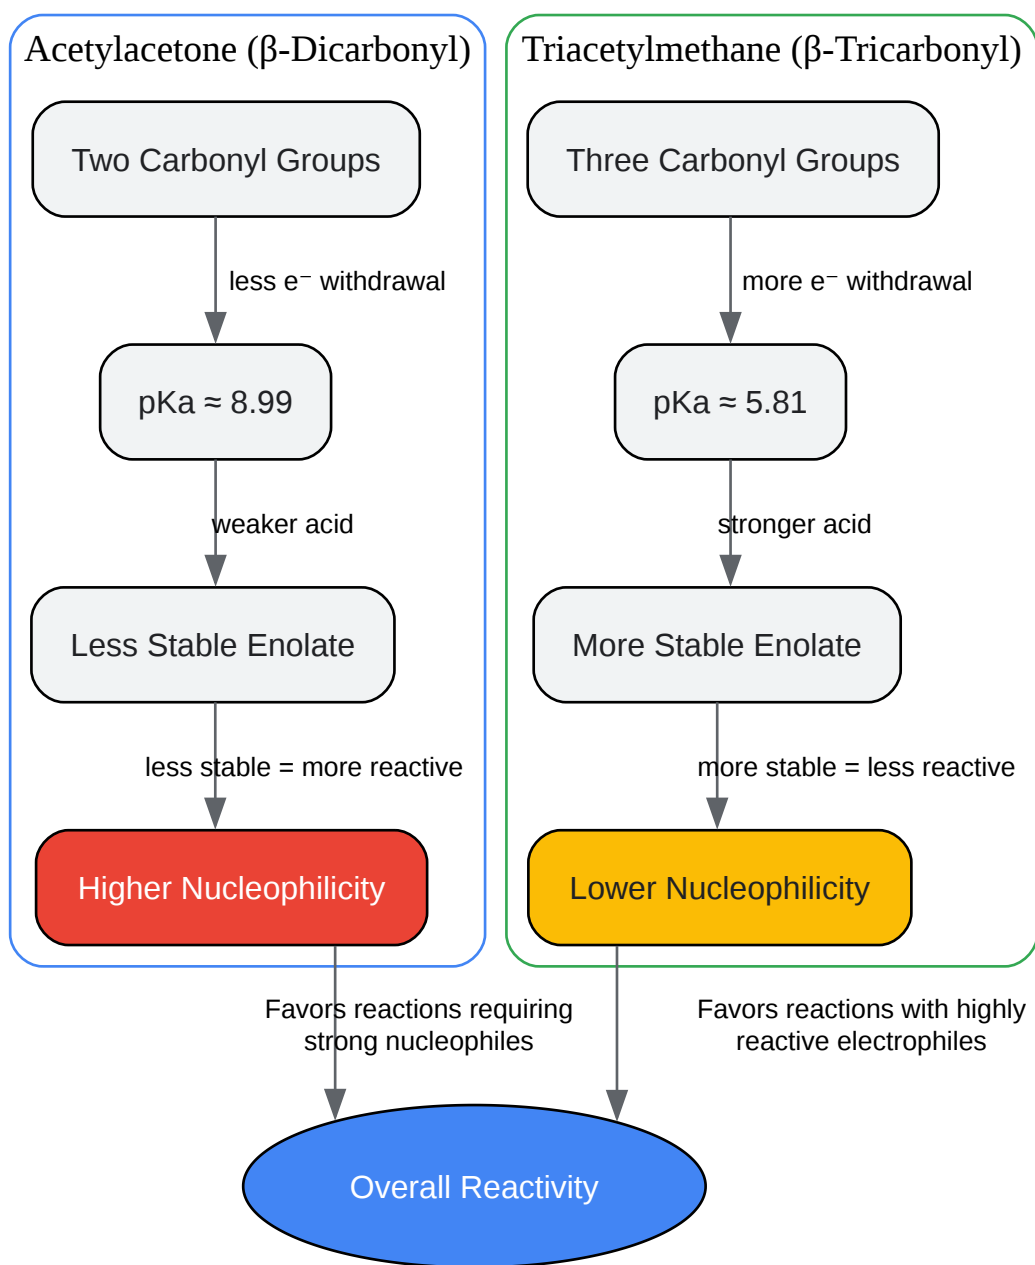 Acetylacetone (β-Dicarbonyl)
Two Carbonyl Groups
less e⁻ withdrawal
pKa ≈ 8.99
weaker acid
Less Stable Enolate
less stable = more reactive
Higher Nucleophilicity
Favors reactions requiring
strong nucleophiles
Triacetylmethane (β-Tricarbonyl)
Three Carbonyl Groups
more e⁻ withdrawal
pKa ≈ 5.81
stronger acid
More Stable Enolate
more stable = less reactive
Lower Nucleophilicity
Favors reactions with highly
reactive electrophiles
Overall Reactivity